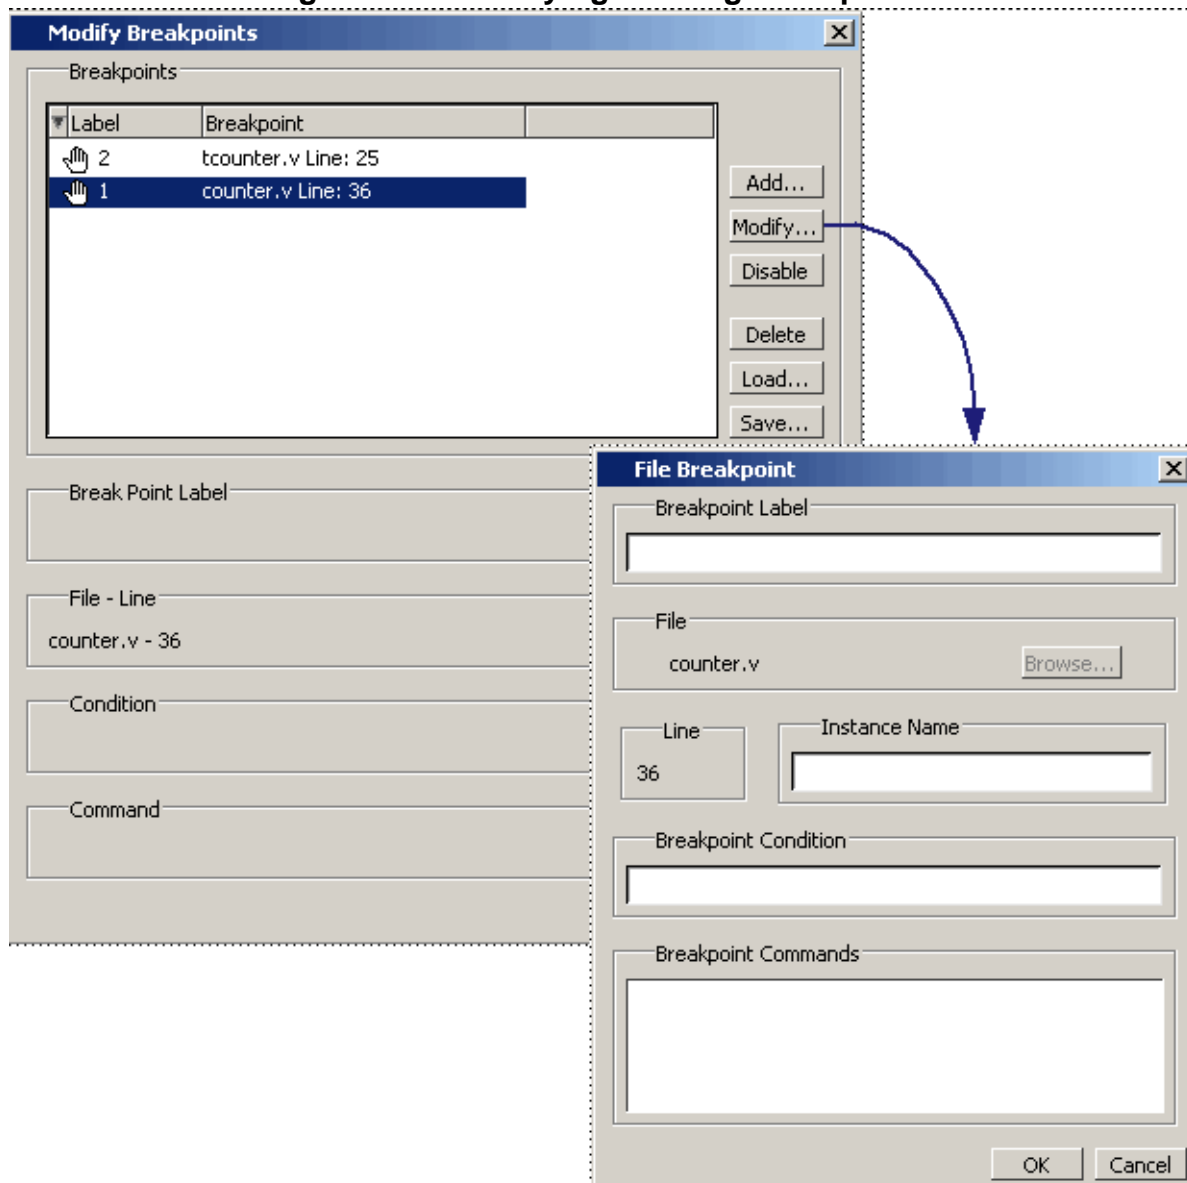 Modify Breakpoints
Breakpoints
Label Breakpoint
2 tcounter.v Line: 25
1 counter.v Line: 36
Add...
Modify...
Disable
Delete
Load...
Save...
Break Point Label
File - Line
counter.v - 36
Condition
Command
File Breakpoint
Breakpoint Label
File
counter.v Browse...
Line Instance Name
36
Breakpoint Condition
Breakpoint Commands
OK Cancel